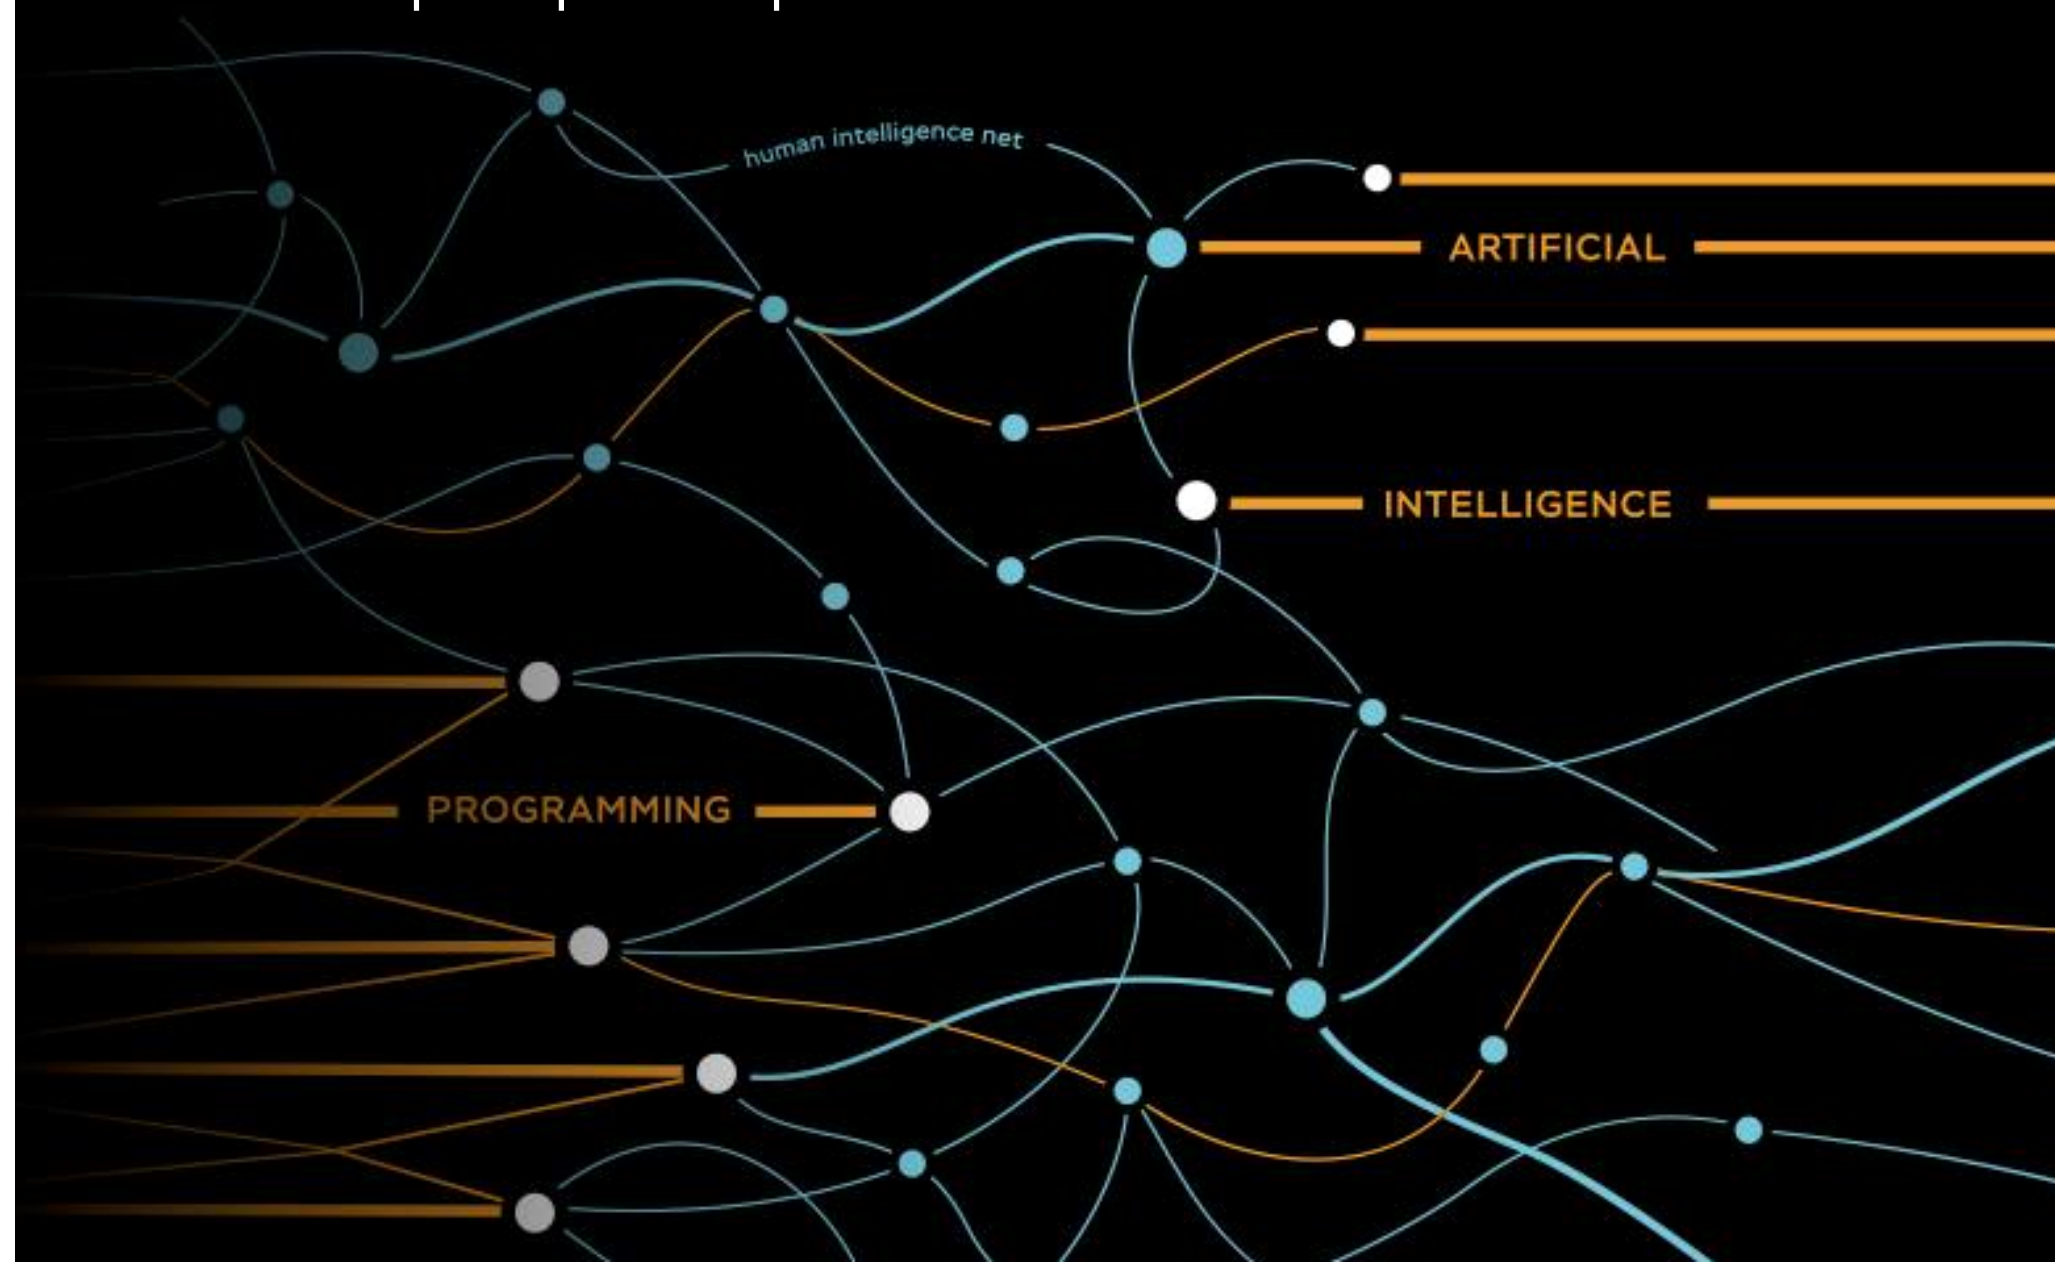 human intelligence net
ARTIFICIAL
INTELLIGENCE
PROGRAMMING